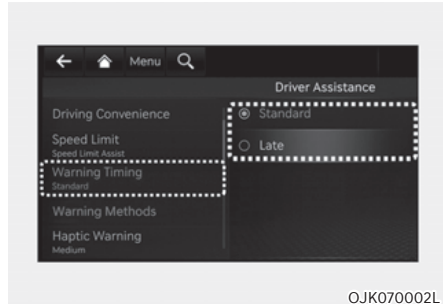 Menu
Driver Assistance
Driving Convenience
Speed Limit
Speed Limit Assist
Warning Timing
Standard
Warning Methods
Haptic Warning
Medium
Standard
Late
OJK070002L